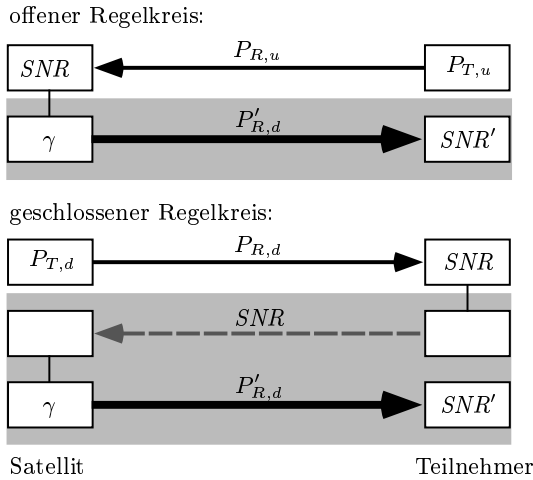 offener Regelkreis:
SNR P_{R,u} P_{T,u}
γ P'_{R,d} SNR′
geschlossener Regelkreis:
P_{T,d} P_{R,d} SNR
SNR
γ P'_{R,d} SNR′
Satellit Teilnehmer